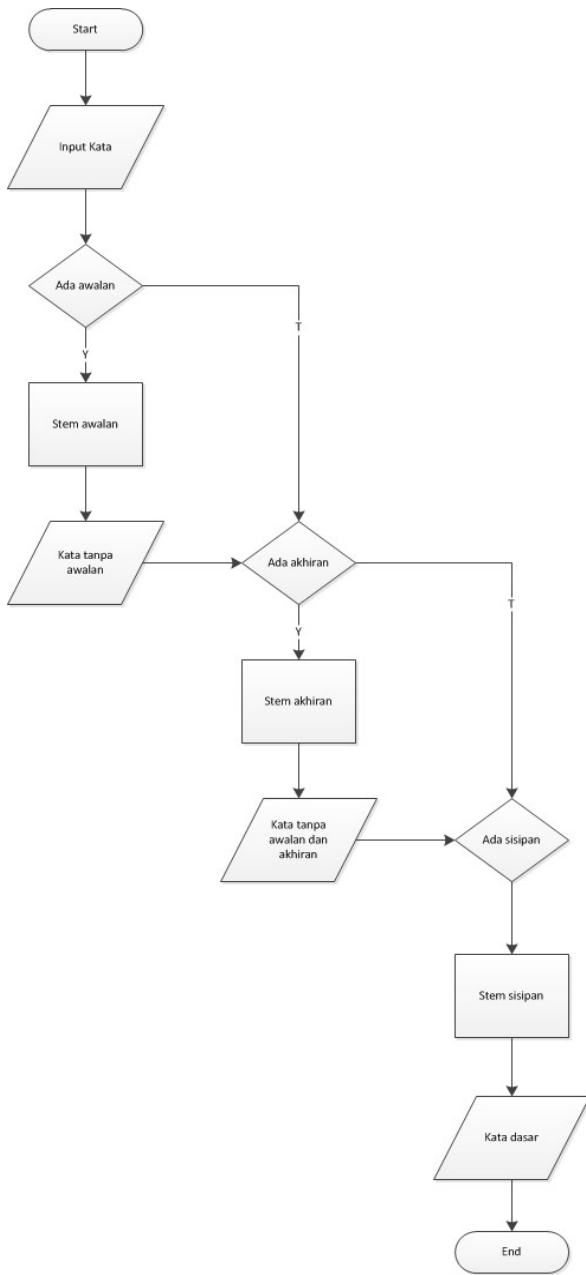 Start
Input Kata
Ada awalan
T
Y
Stem awalan
Kata tanpa
awalan
Ada akhiran
T
Y
Stem akhiran
Kata tanpa
awalan dan
akhiran
Ada sisipan
Stem sisipan
Kata dasar
End